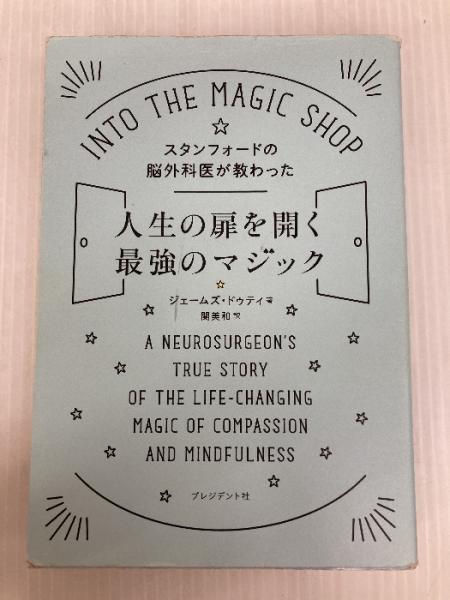 INTO THE MAGIC SHOP
スタンフォードの
脳外科医が教わった
人生の扉を開く
最強のマジック
ジェームズ・ドゥティ 著
関美和 訳
A NEUROSURGEON'S
TRUE STORY
OF THE LIFE-CHANGING
MAGIC OF COMPASSION
AND MINDFULNESS
プレジデント社